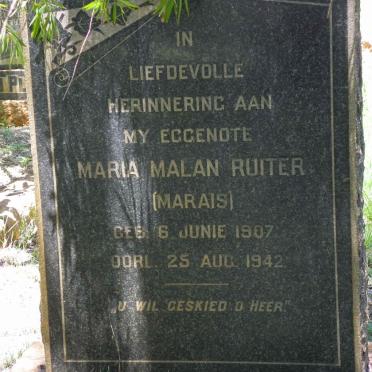 IN
LIEFDEVOLLE
HERINNERING AAN
MY EGGENOTE
MARIA MALAN RUITER
(MARAIS)
GEB. 6 JUNIE 1907
OORL. 25 AUG. 1942
„U WIL GESKIED O HEER"